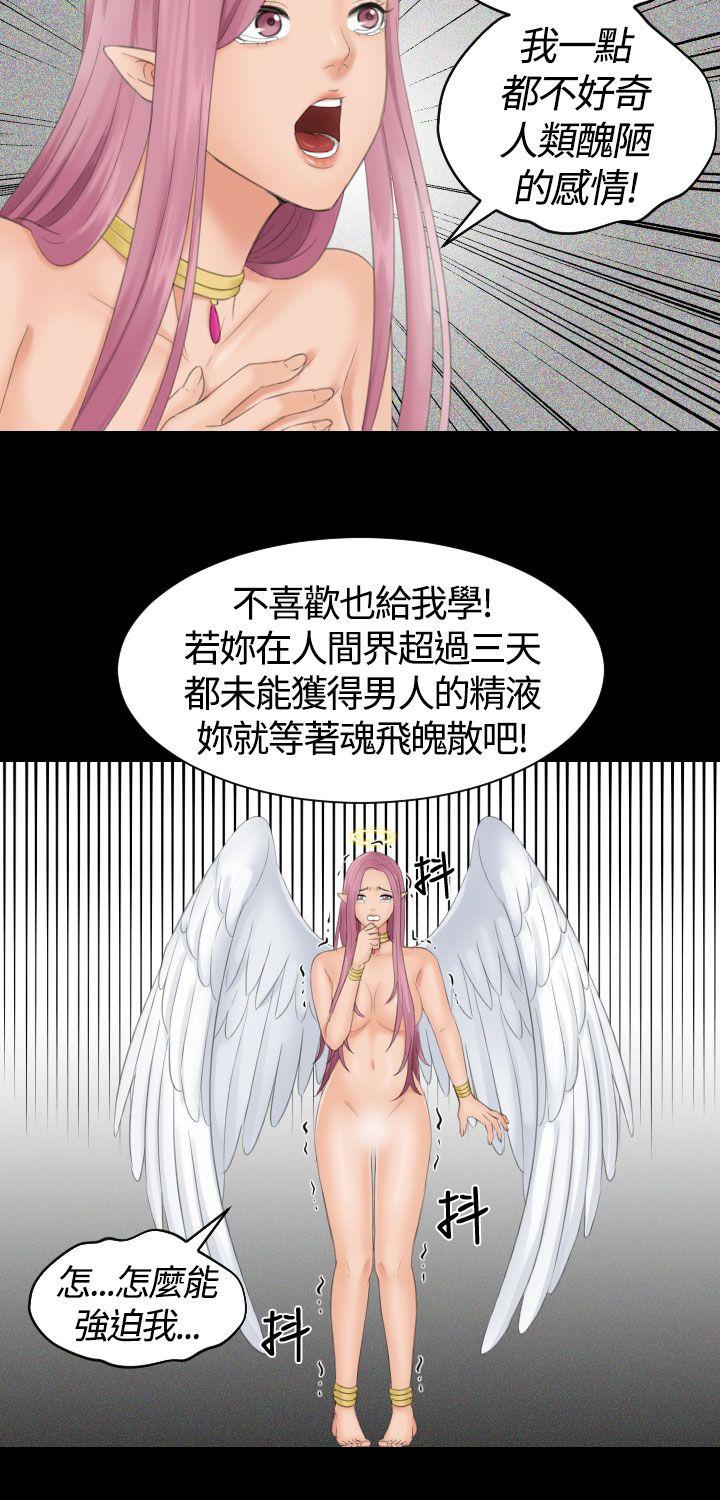 我一點
都不好奇
人類醜陋
的感情!
不喜歡也給我學!
若妳在人間界超過三天
都未能獲得男人的精液
妳就等著魂飛魄散吧!
抖
抖
怎...怎麼能
強迫我...
抖